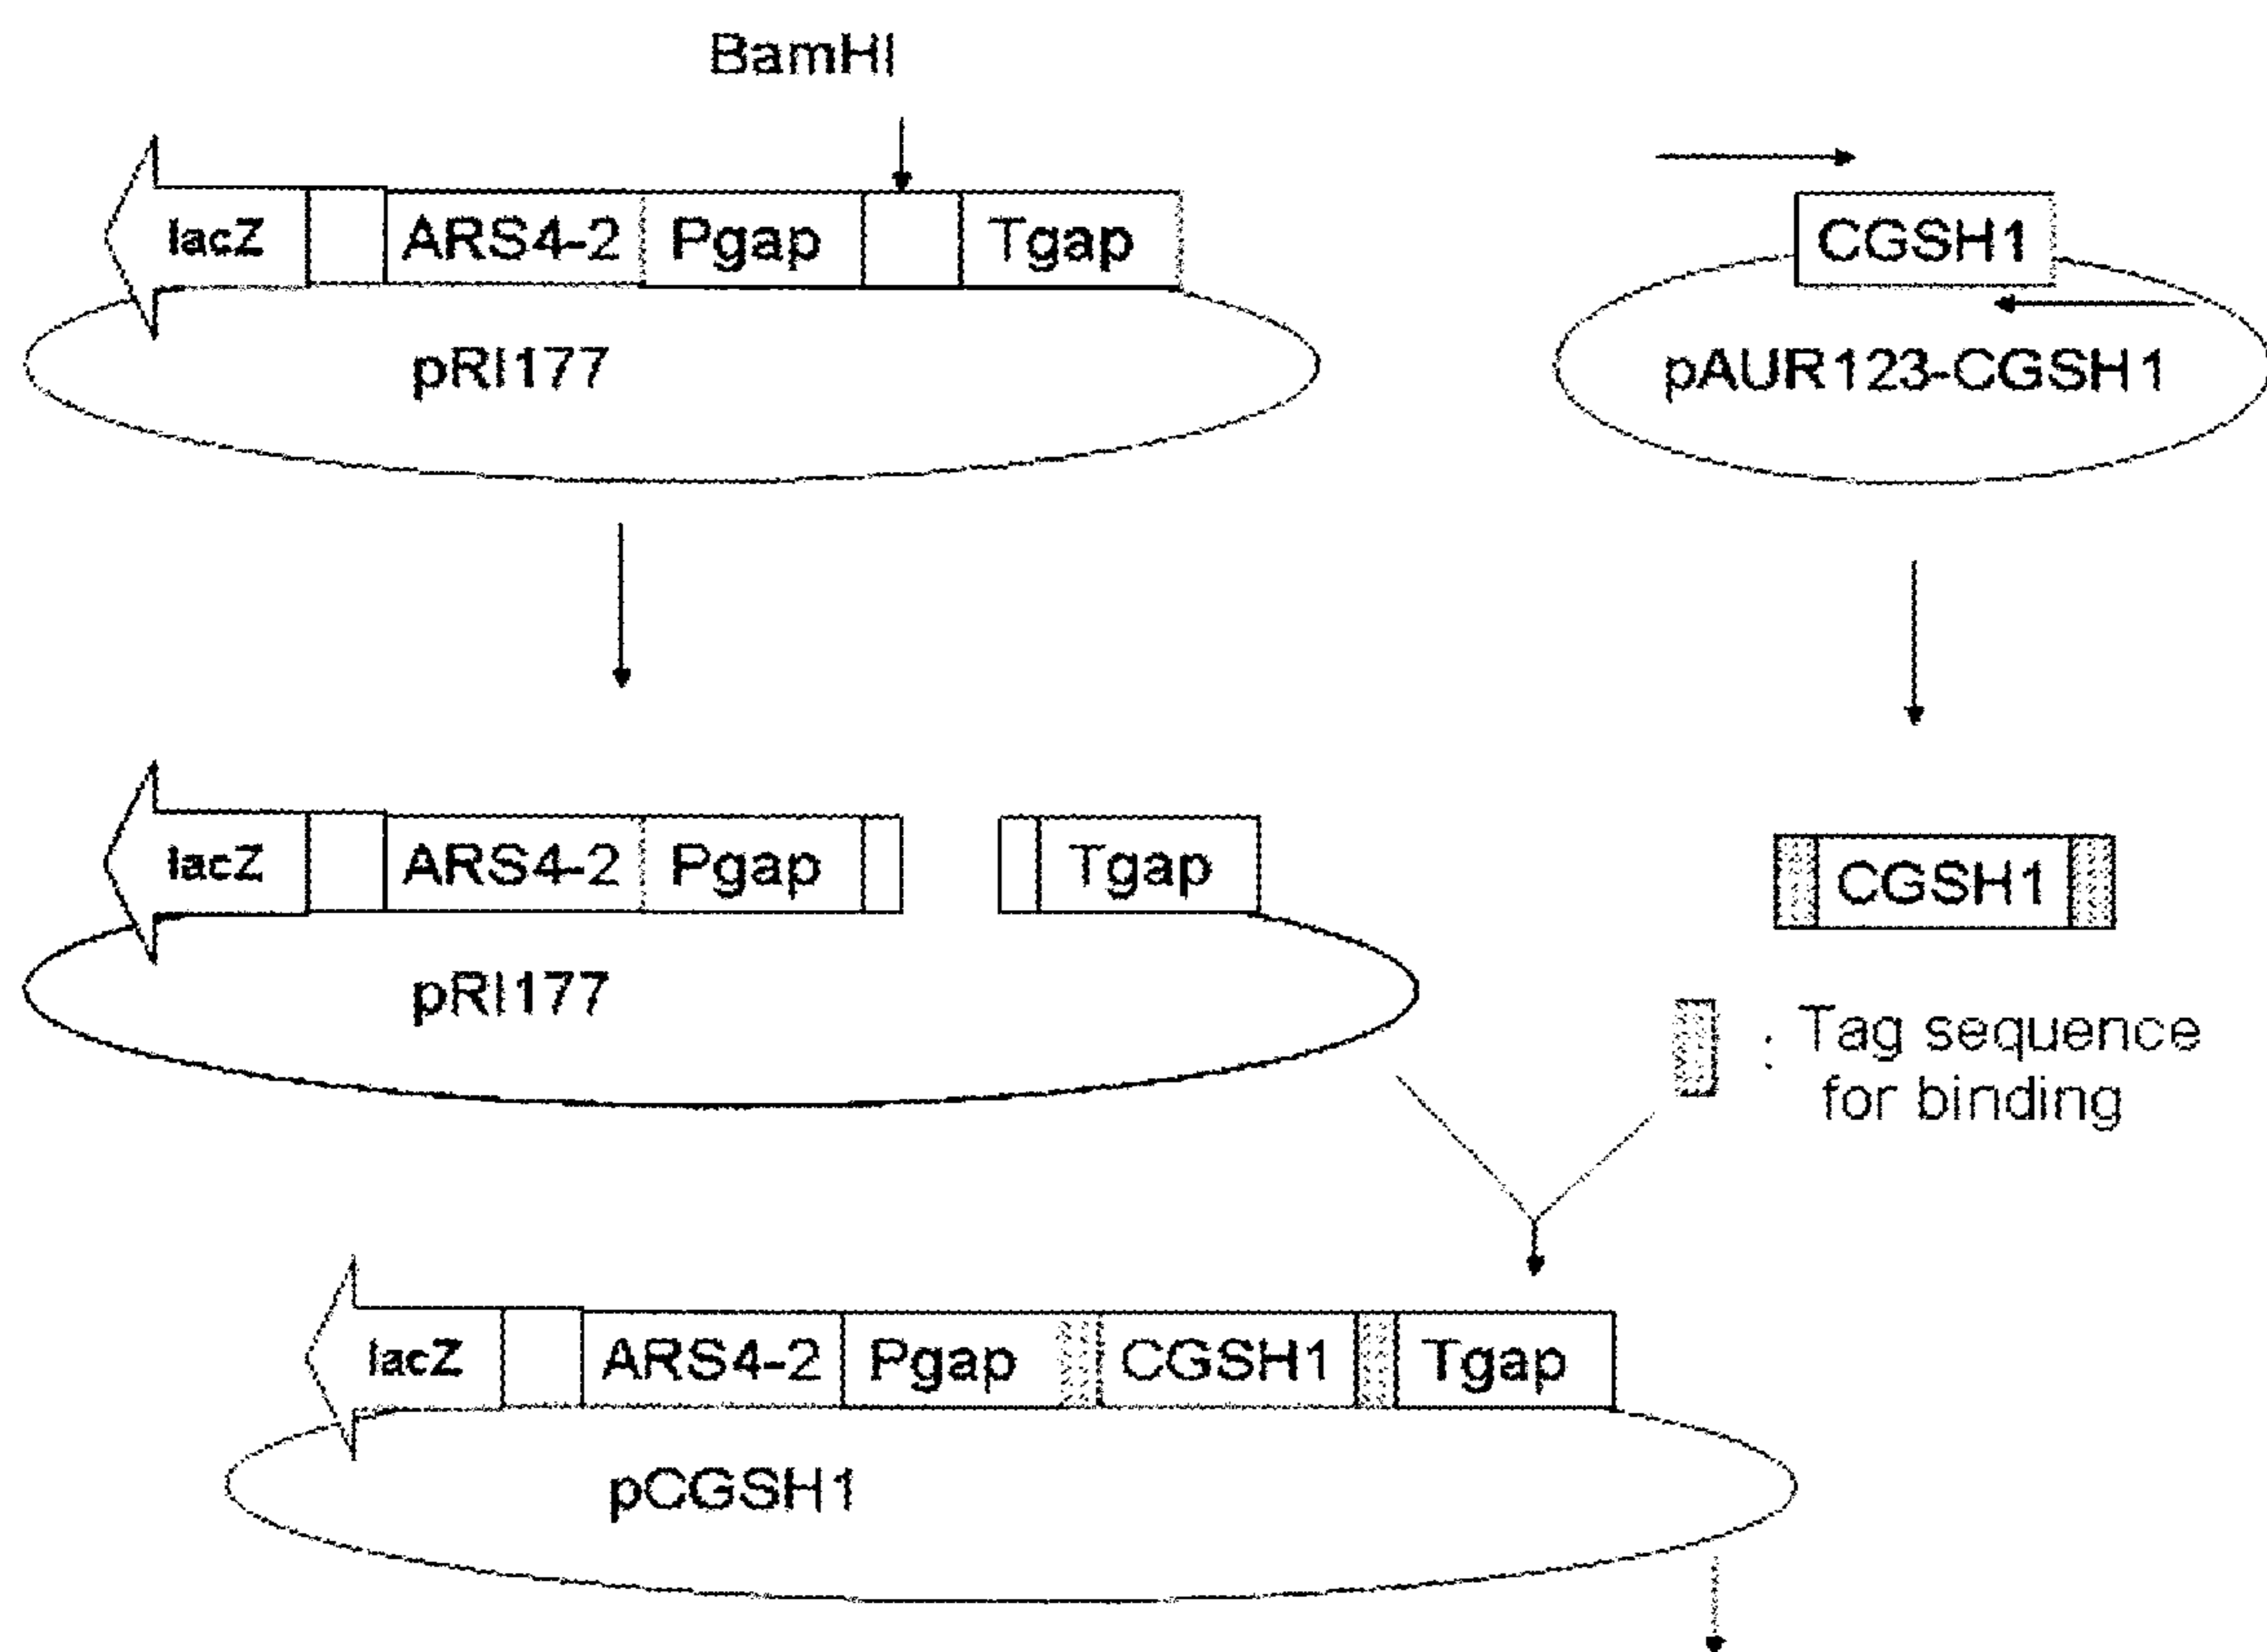 BamHI
lacZ ARS4-2 Pgap Tgap
pRI177
CGSH1
pAUR123-CGSH1
lacZ ARS4-2 Pgap Tgap
pRI177
CGSH1
: Tag sequence
for binding
lacZ ARS4-2 Pgap CGSH1 Tgap
pCGSH1